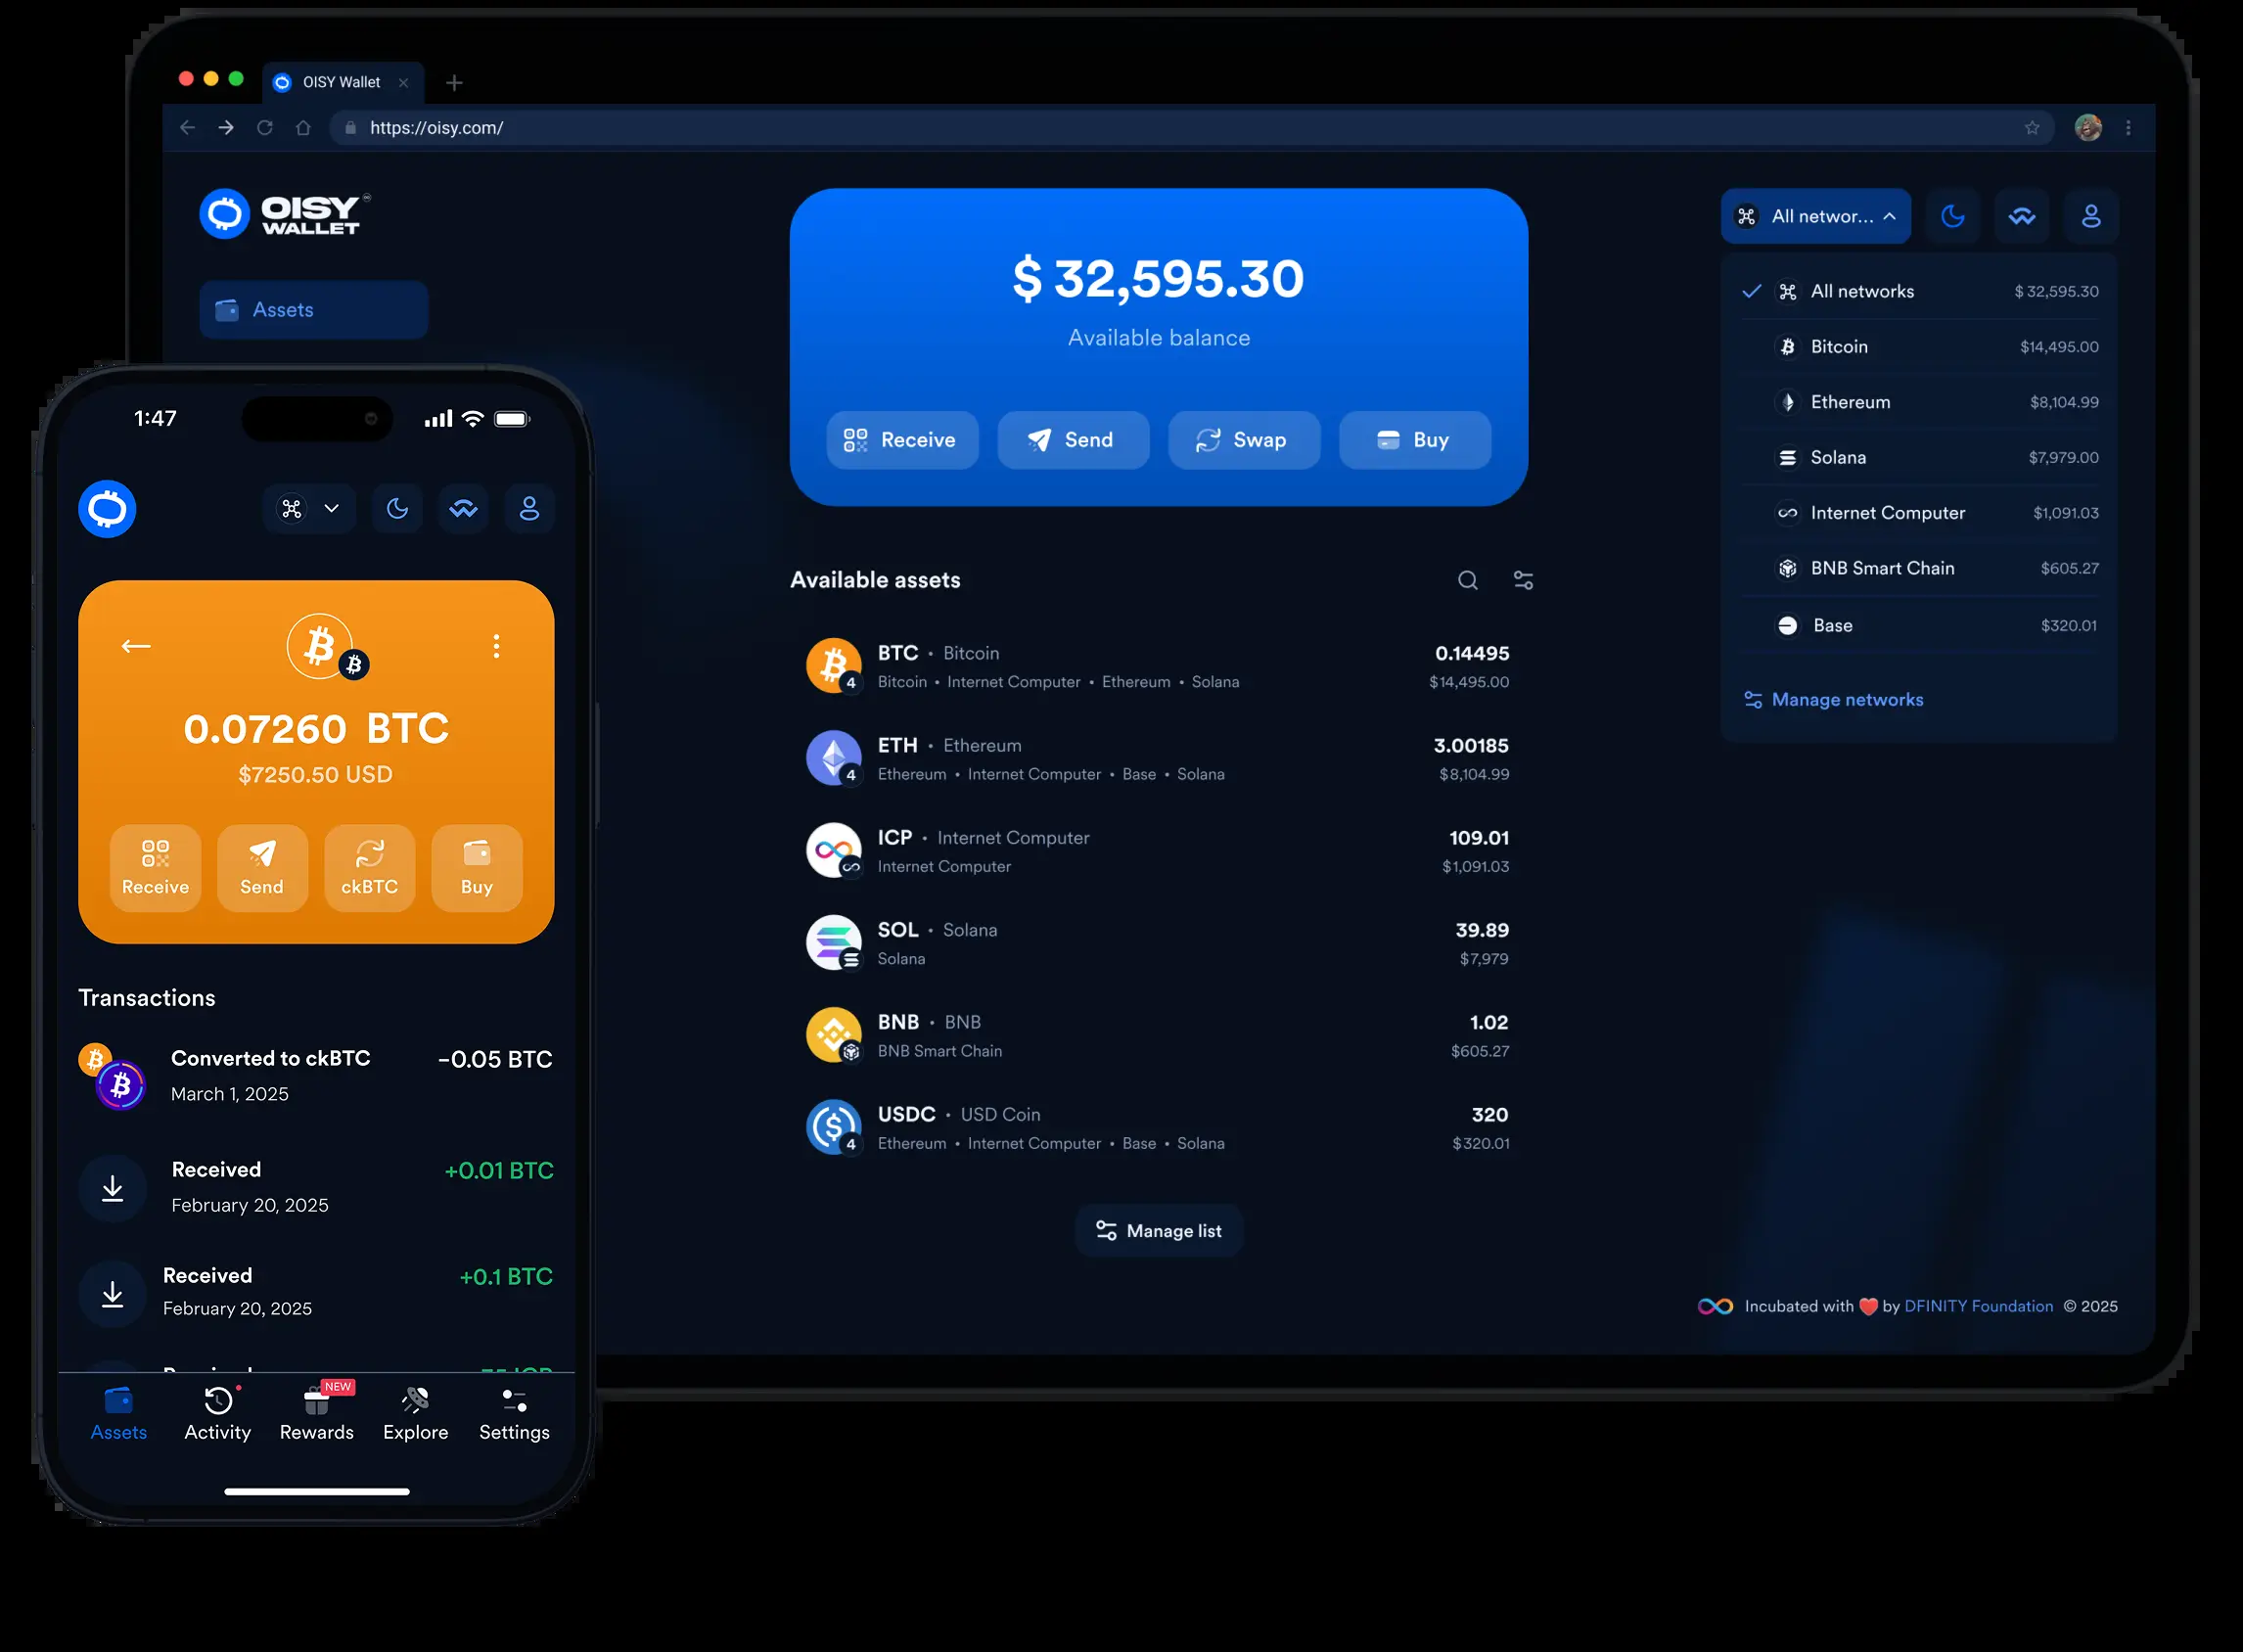 OISY Wallet
https://oisy.com/
OISY
WALLET
Assets
$ 32,595.30
Available balance
Receive
Send
Swap
Buy
All networ...
All networks $ 32,595.30
Bitcoin $14,495.00
Ethereum $8,104.99
Solana $7,979.00
Internet Computer $1,091.03
BNB Smart Chain $605.27
Base $320.01
Manage networks
Available assets
BTC • Bitcoin 0.14495
4 Bitcoin • Internet Computer • Ethereum • Solana $14,495.00
ETH • Ethereum 3.00185
4 Ethereum • Internet Computer • Base • Solana $8,104.99
ICP • Internet Computer 109.01
Internet Computer $1,091.03
SOL • Solana 39.89
Solana $7,979
BNB • BNB 1.02
BNB Smart Chain $605.27
USDC • USD Coin 320
4 Ethereum • Internet Computer • Base • Solana $320.01
Manage list
Incubated with ❤️ by DFINITY Foundation © 2025
1:47
0.07260 BTC
$7250.50 USD
Receive
Send
ckBTC
Buy
Transactions
Converted to ckBTC -0.05 BTC
March 1, 2025
Received +0.01 BTC
February 20, 2025
Received +0.1 BTC
February 20, 2025
NEW
Assets
Activity
Rewards
Explore
Settings